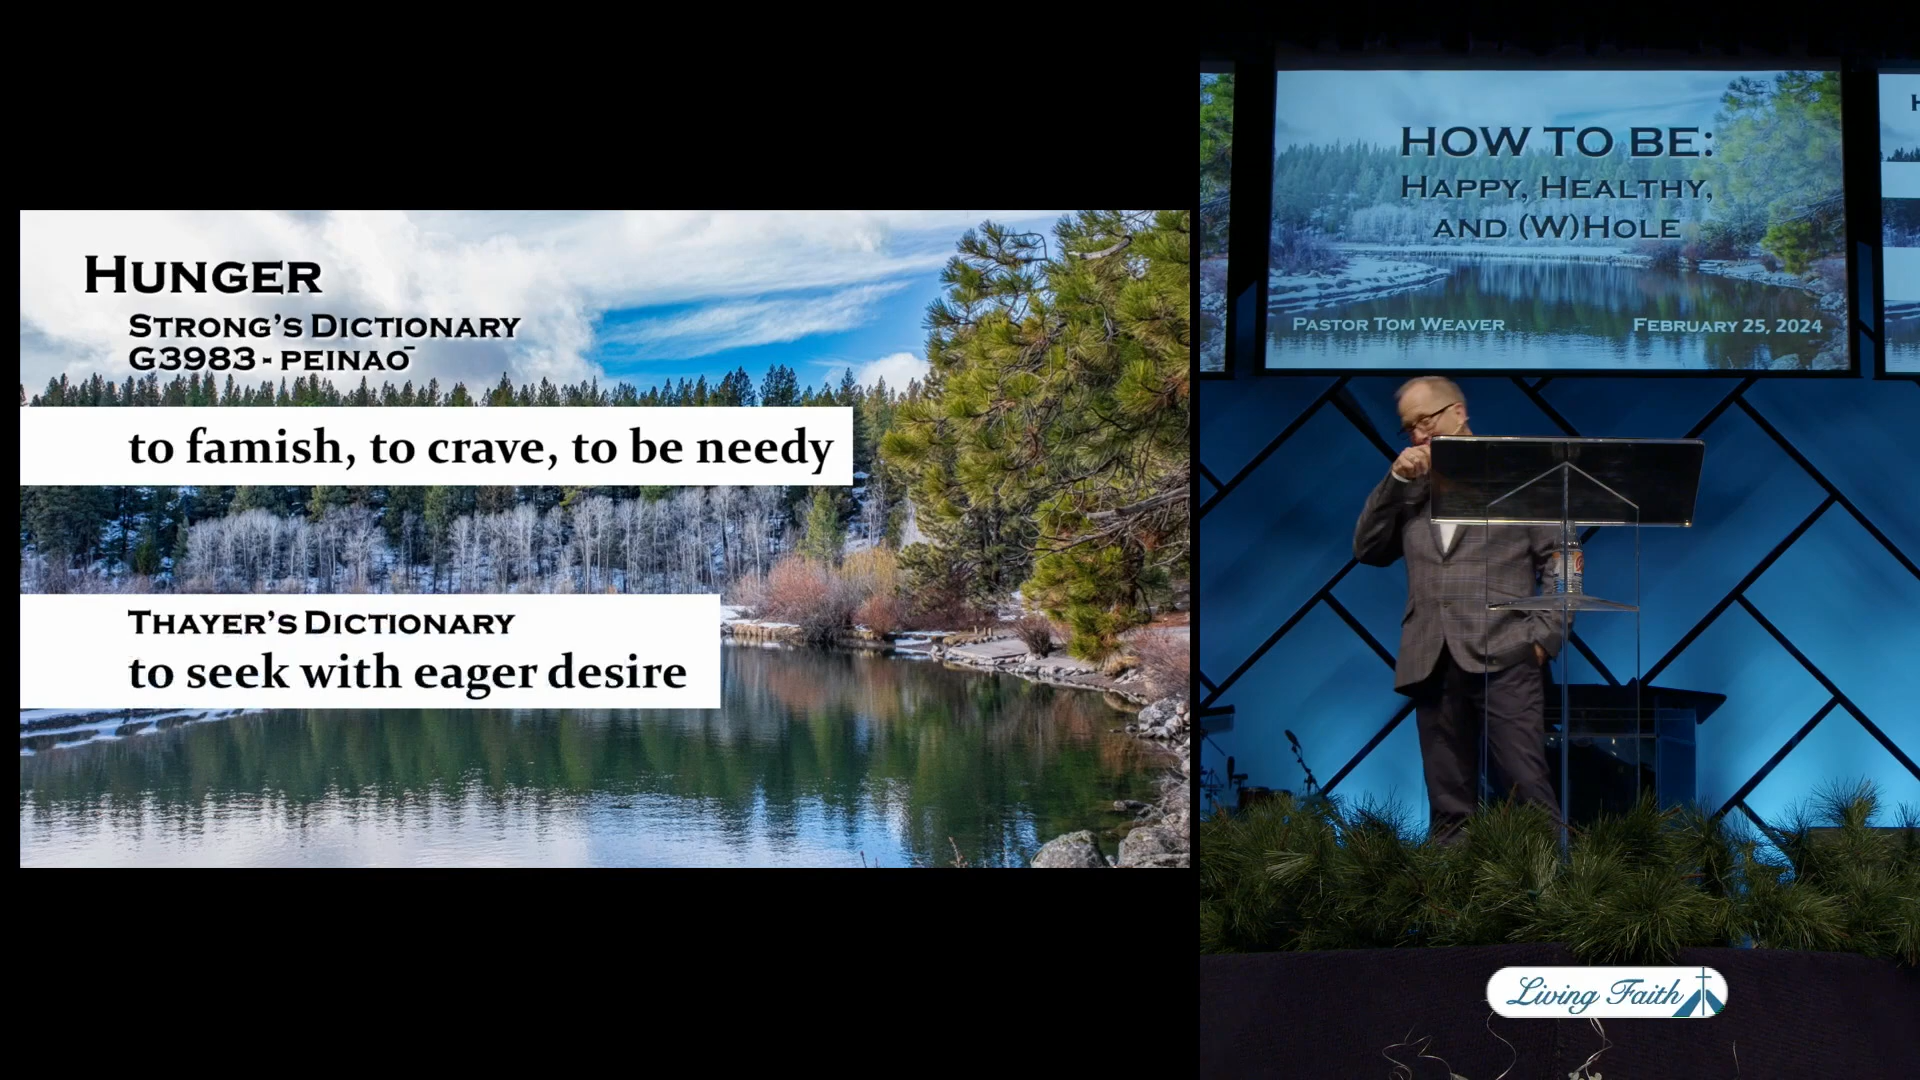 HUNGER
STRONG'S DICTIONARY
G3983 - PEINAŌ
to famish, to crave, to be needy
THAYER'S DICTIONARY
to seek with eager desire
HOW TO BE:
HAPPY, HEALTHY,
AND (W)HOLE
PASTOR TOM WEAVER
FEBRUARY 25, 2024
H
Living Faith